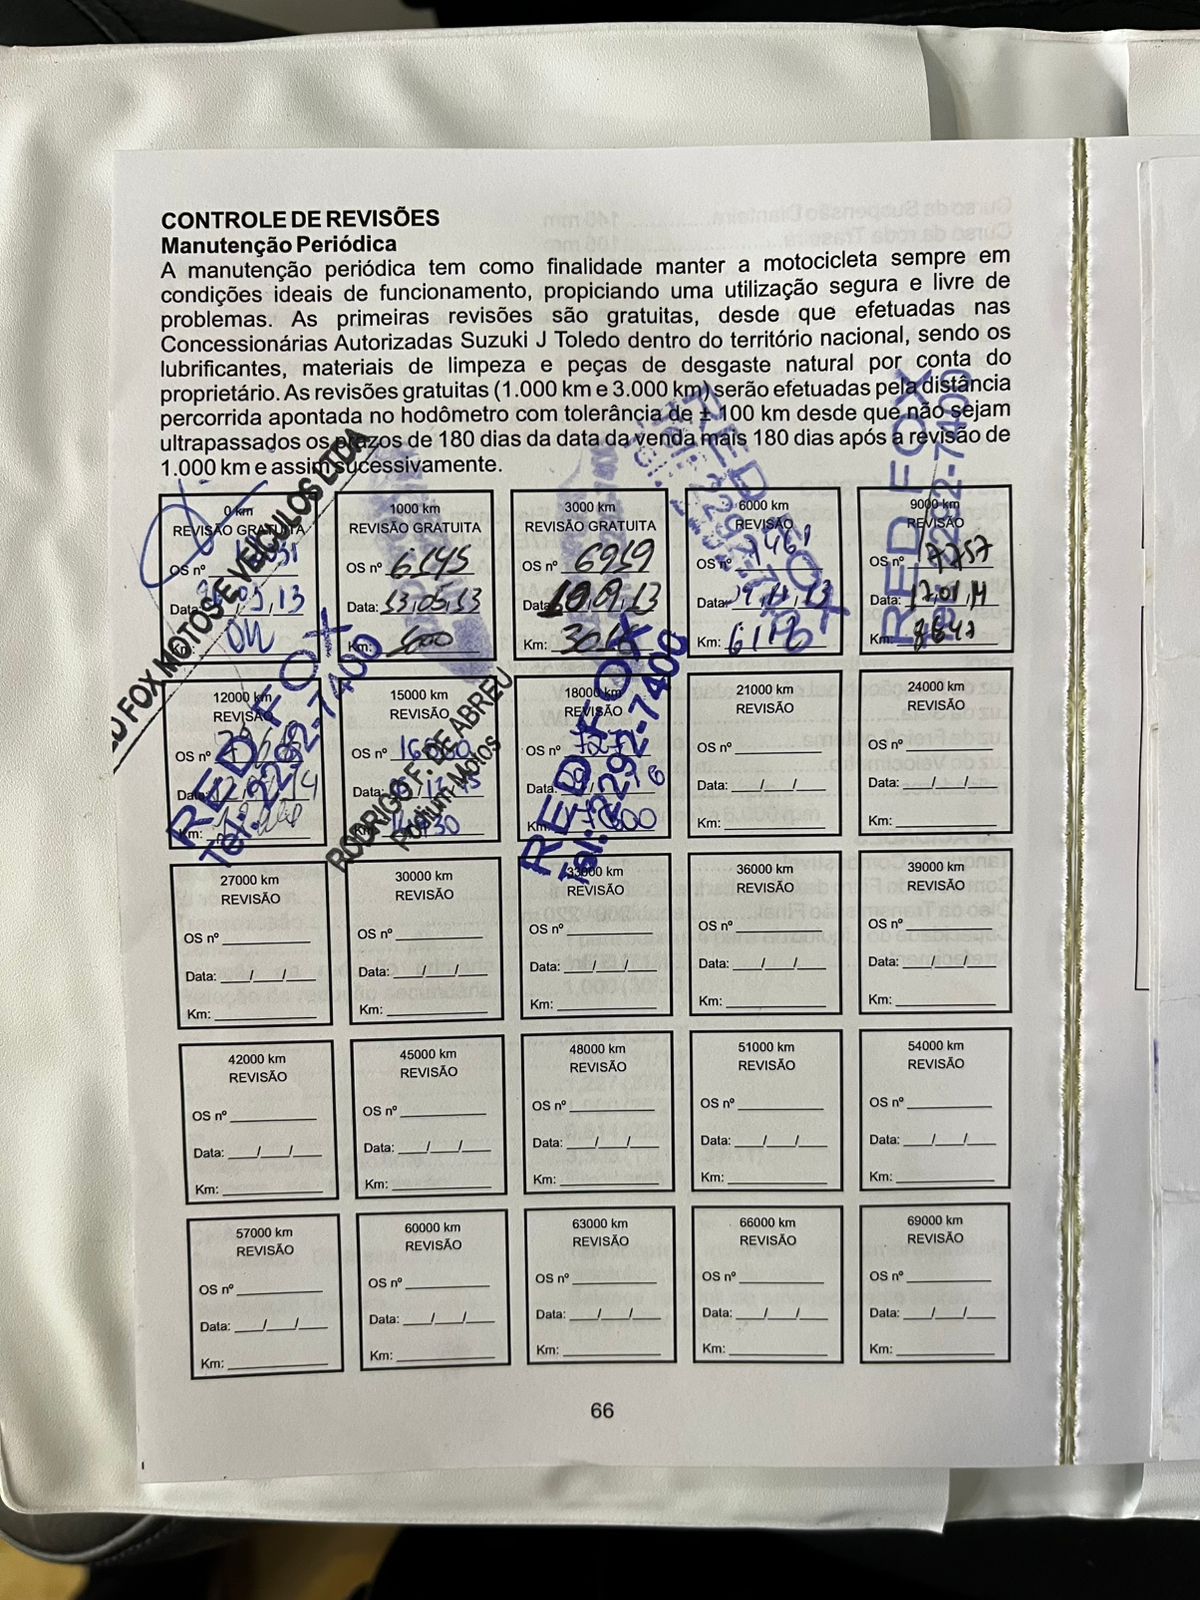 CONTROLE DE REVISÕES
Manutenção Periódica
A manutenção periódica tem como finalidade manter a motocicleta sempre em
condições ideais de funcionamento, propiciando uma utilização segura e livre de
problemas. As primeiras revisões são gratuitas, desde que efetuadas nas
Concessionárias Autorizadas Suzuki J Toledo dentro do território nacional, sendo os
lubrificantes, materiais de limpeza e peças de desgaste natural por conta do
proprietário. As revisões gratuitas (1.000 km e 3.000 km) serão efetuadas pela distância
percorrida apontada no hodômetro com tolerância de ± 100 km desde que não sejam
ultrapassados os prazos de 180 dias da data da venda mais 180 dias após a revisão de
1.000 km e assim sucessivamente.
0 km
REVISÃO GRATUITA
OS nº
Data:
Km:
FOX MOTOS E VEICULOS LTDA
1000 km
REVISÃO GRATUITA
OS nº 6145
Data: 13,05,13
Km:
3000 km
REVISÃO GRATUITA
OS nº 6959
Data:
Km:
6000 km
REVISÃO
OS nº
Data:
Km:
RED FOX
9000 km
REVISÃO
OS nº
Data: 17,01,14
Km: 8842
RED FOX
12000 km
REVISÃO
OS nº
Data:
Km:
RED FOX
Tel: 2292-7400
15000 km
REVISÃO
OS nº
Data:
Km:
RODRIGO F. DE ABREU
Podium Motos
18000 km
REVISÃO
OS nº
Data:
Km:
RED FOX
Tel: 2292-7400
21000 km
REVISÃO
OS nº
Data: / /
Km:
24000 km
REVISÃO
OS nº
Data: / /
Km:
27000 km
REVISÃO
OS nº
Data: / /
Km:
30000 km
REVISÃO
OS nº
Data: / /
Km:
33000 km
REVISÃO
OS nº
Data: / /
Km:
36000 km
REVISÃO
OS nº
Data: / /
Km:
39000 km
REVISÃO
OS nº
Data: / /
Km:
42000 km
REVISÃO
OS nº
Data: / /
Km:
45000 km
REVISÃO
OS nº
Data: / /
Km:
48000 km
REVISÃO
OS nº
Data: / /
Km:
51000 km
REVISÃO
OS nº
Data: / /
Km:
54000 km
REVISÃO
OS nº
Data: / /
Km:
57000 km
REVISÃO
OS nº
Data: / /
Km:
60000 km
REVISÃO
OS nº
Data: / /
Km:
63000 km
REVISÃO
OS nº
Data: / /
Km:
66000 km
REVISÃO
OS nº
Data: / /
Km:
69000 km
REVISÃO
OS nº
Data: / /
Km:
66